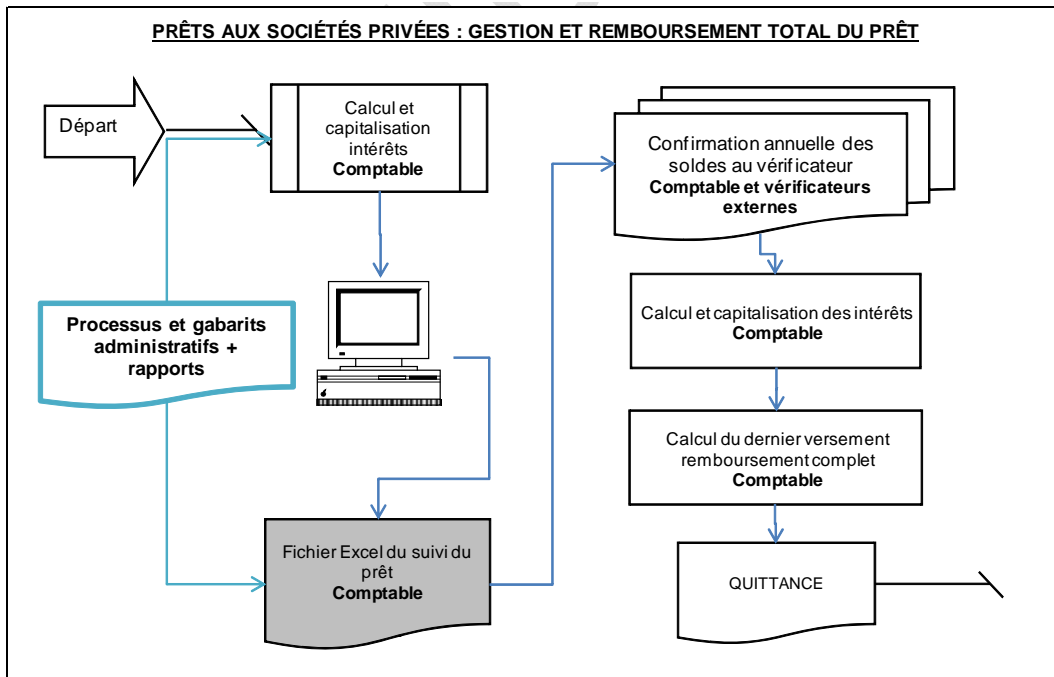 PRÊTS AUX SOCIÉTÉS PRIVÉES : GESTION ET REMBOURSEMENT TOTAL DU PRÊT
Départ
Calcul et
capitalisation
intérêts
Comptable
Processus et gabarits
administratifs +
rapports
Fichier Excel du suivi du
prêt
Comptable
Confirmation annuelle des
soldes au vérificateur
Comptable et vérificateurs
externes
Calcul et capitalisation des intérêts
Comptable
Calcul du dernier versement
remboursement complet
Comptable
QUITTANCE